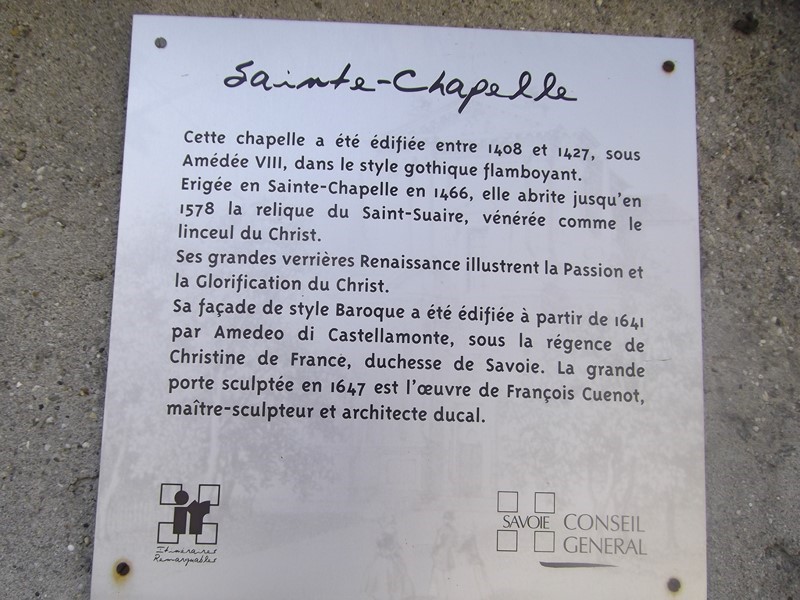 Sainte-Chapelle
Cette chapelle a été édifiée entre 1408 et 1427, sous
Amédée VIII, dans le style gothique flamboyant.
Erigée en Sainte-Chapelle en 1466, elle abrite jusqu'en
1578 la relique du Saint-Suaire, vénérée comme le
linceul du Christ.
Ses grandes verrières Renaissance illustrent la Passion et
la Glorification du Christ.
Sa façade de style Baroque a été édifiée à partir de 1641
par Amedeo di Castellamonte, sous la régence de
Christine de France, duchesse de Savoie. La grande
porte sculptée en 1647 est l'œuvre de François Cuenot,
maître-sculpteur et architecte ducal.
ir
Itinéraires
Remarquables
SAVOIE CONSEIL
GENERAL